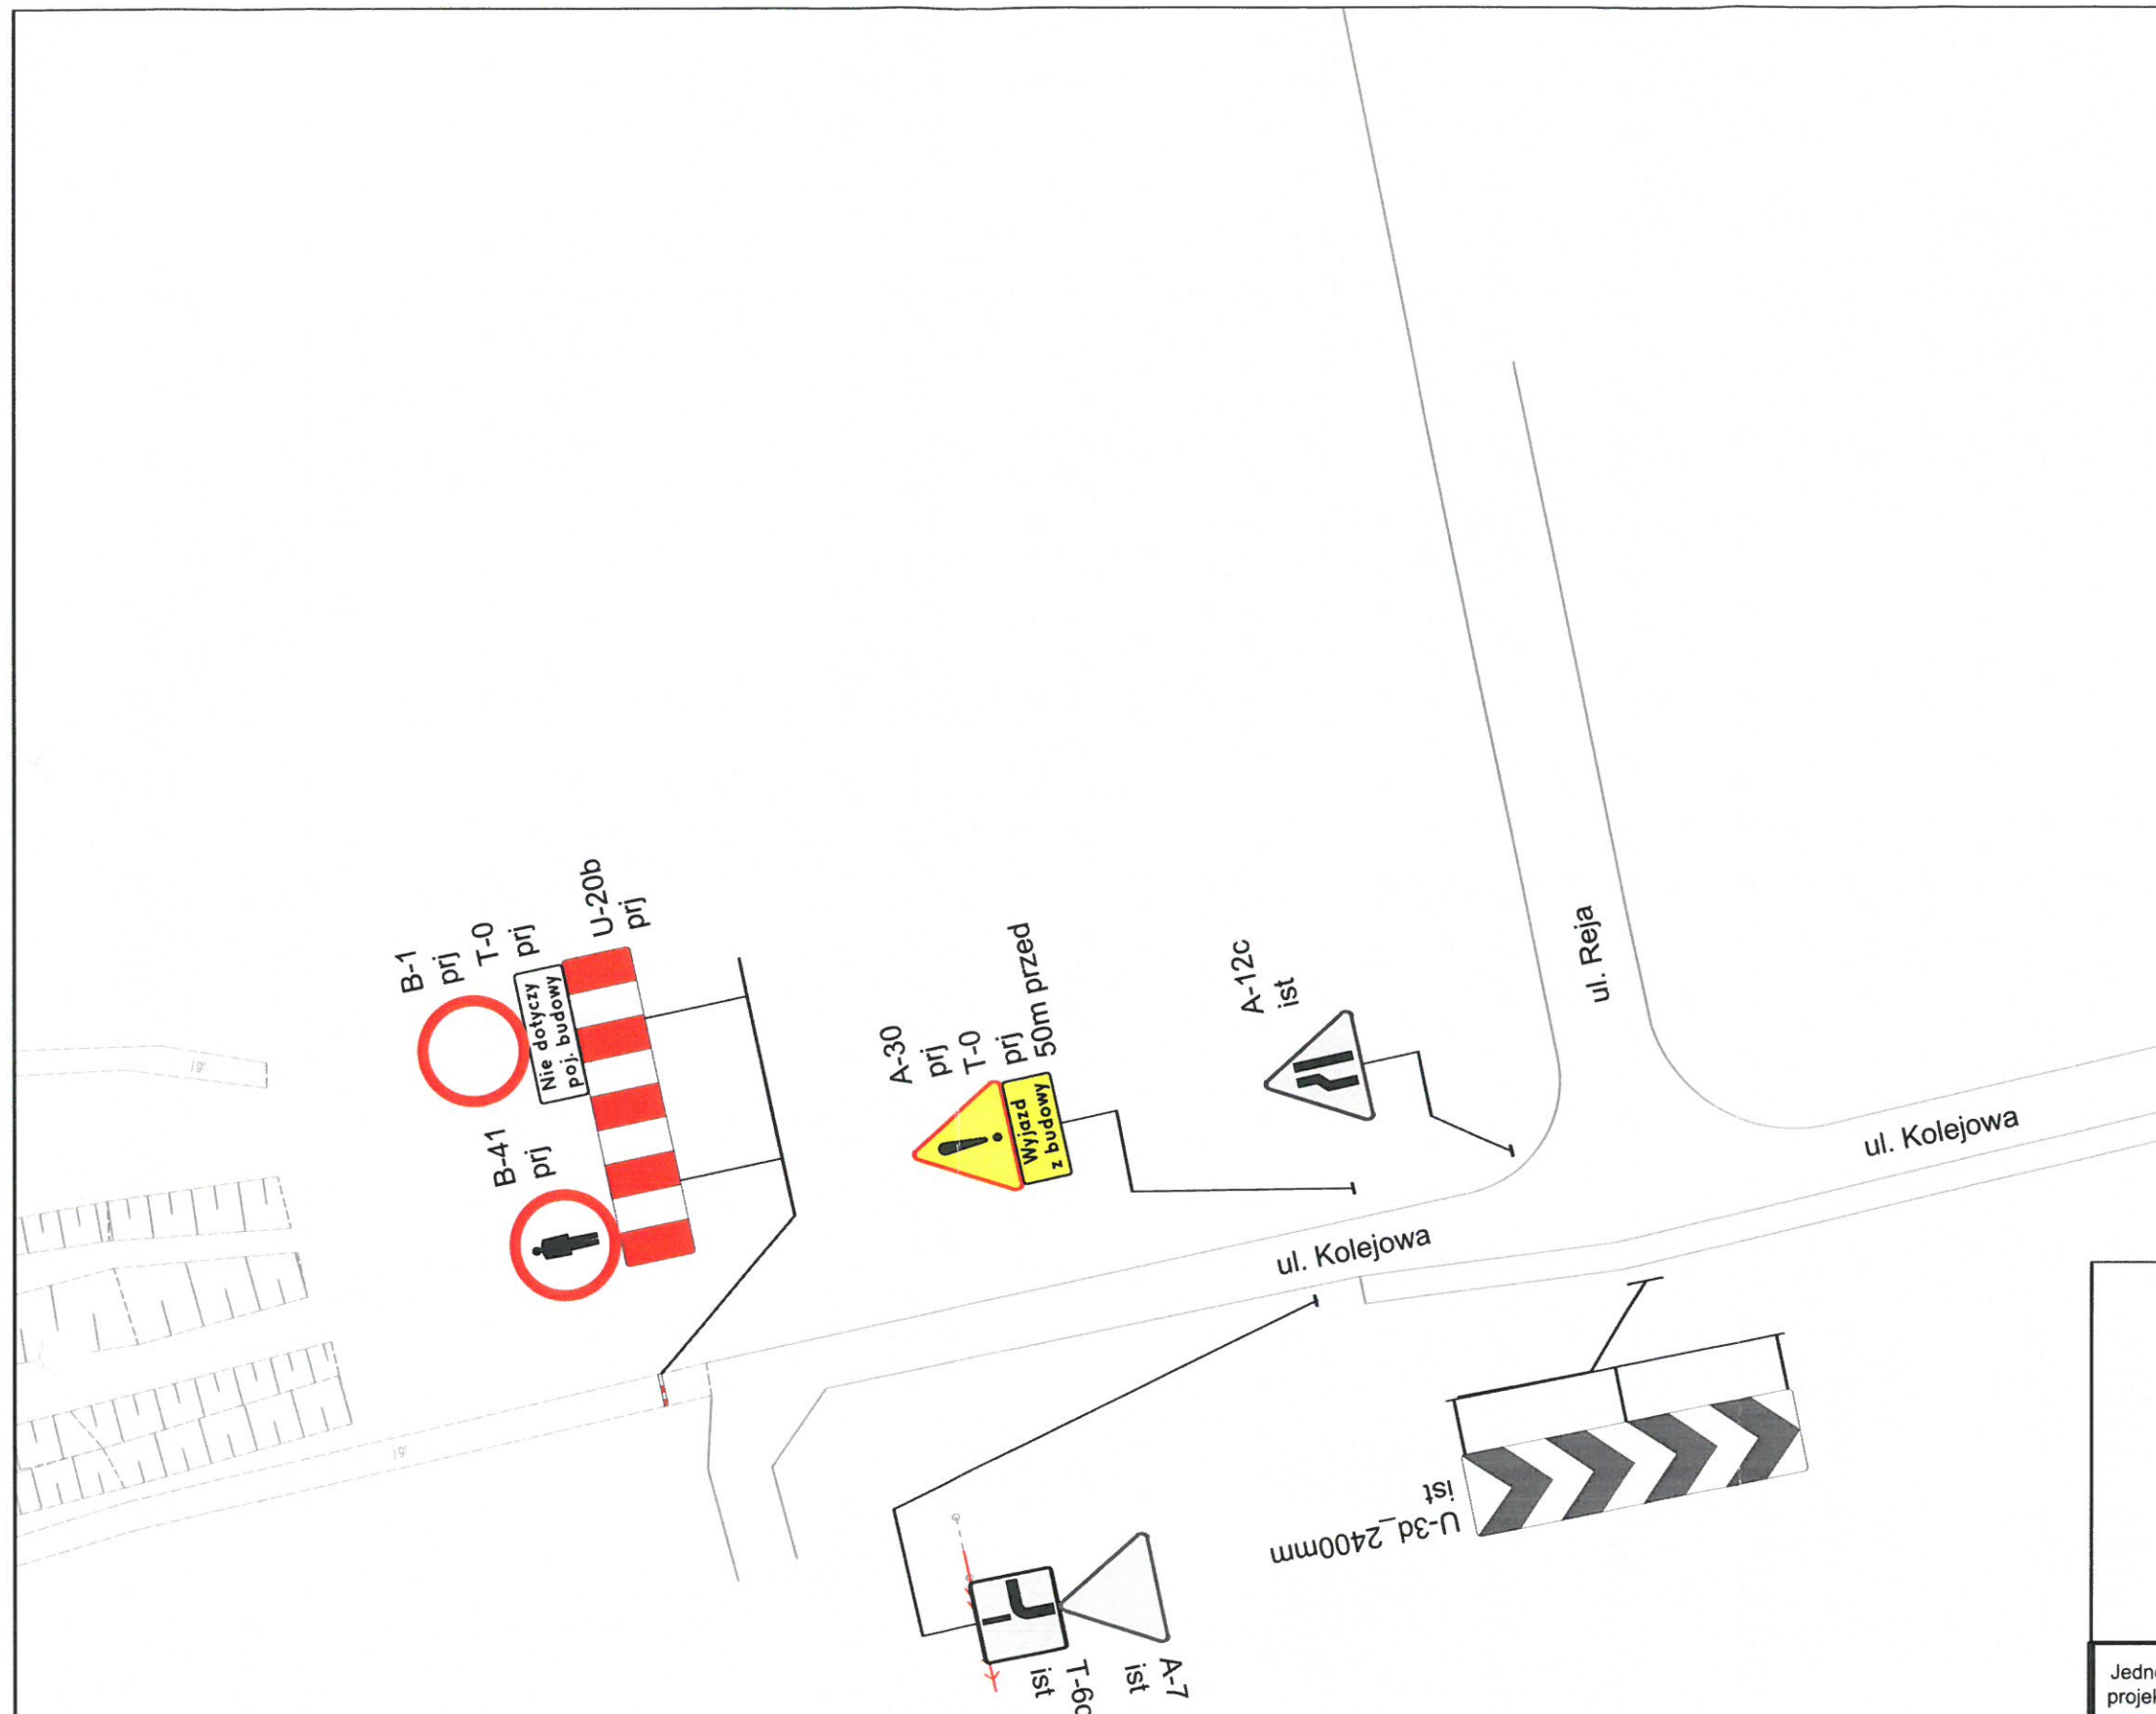 B-1
prj
T-0
prj
U-20b
prj
Nie dotyczy
poj. budowy
B-41
prj
A-30
prj
T-0
prj
50m przed
Wyjazd
z budowy
A-12c
ist
ul. Reja
ul. Kolejowa
ul. Kolejowa
U-3d_2400mm
ist
A-7
ist
ist